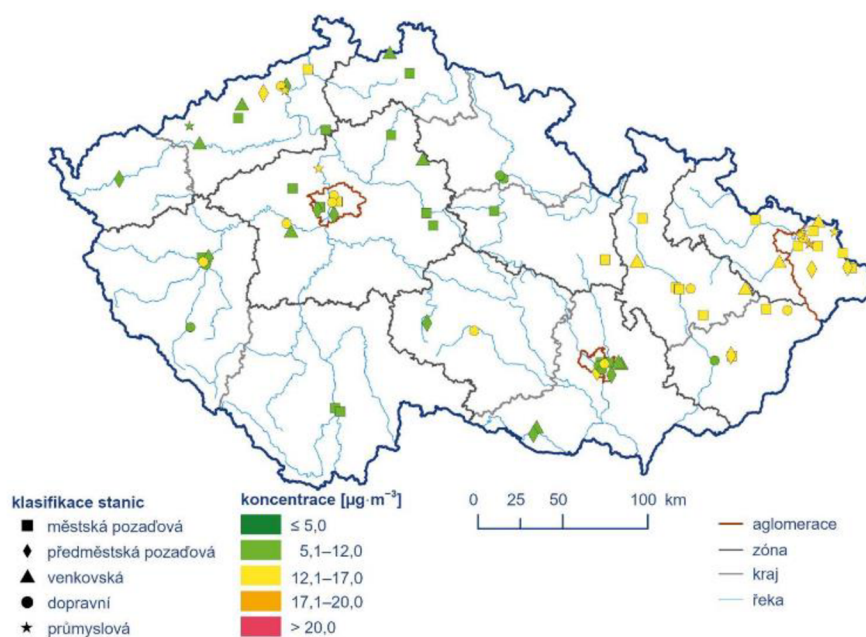 klasifikace stanic
městská pozaďová
předměstská pozaďová
venkovská
dopravní
průmyslová
koncentrace [µg·m⁻³]
≤ 5,0
5,1–12,0
12,1–17,0
17,1–20,0
> 20,0
0 25 50 100 km
aglomerace
zóna
kraj
řeka